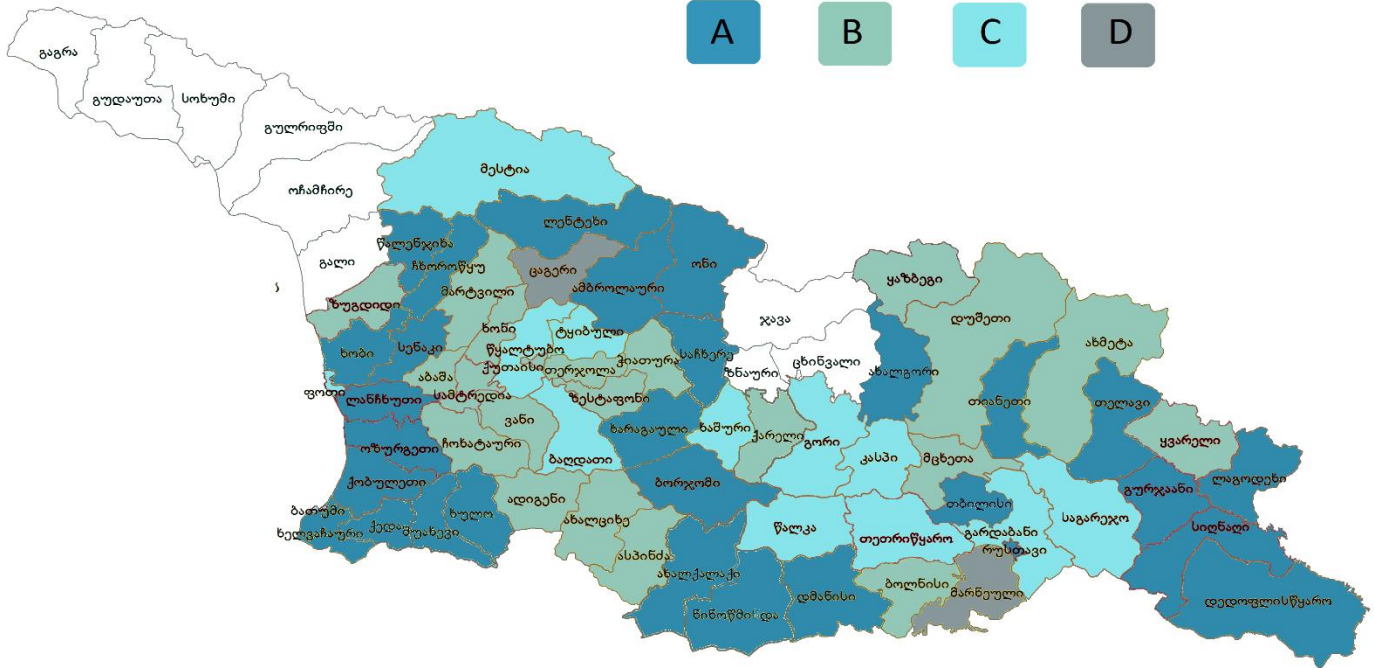 A B C D
გაგრა
გუდაუთა
სოხუმი
გულრიფში
მესტია
ოჩამჩირე
ლენტეხი
წალენჯიხა
გალი
ჩხოროწყუ
ცაგერი
ონი
ამბროლაური
ყაზბეგი
მარტვილი
ზუგდიდი
ჯავა
დუშეთი
ხონი
ტყიბული
ახმეტა
სენაკი
წყალტუბო
საჩხერე
ცხინვალი
ხობი
ჭიათურა
ქუთაისი
თერჯოლა
ზნაური
ახალგორი
აბაშა
ფოთი
სამტრედია
ზესტაფონი
თიანეთი
თელავი
ლანჩხუთი
ვანი
ხარაგაული
ხაშური
ქარელი
გორი
ყვარელი
ჩოხატაური
ოზურგეთი
ბაღდათი
კასპი
მცხეთა
ქობულეთი
ბორჯომი
ლაგოდეხი
ადიგენი
გურჯაანი
ბათუმი
ხულო
ახალციხე
თბილისი
საგარეჯო
ქედა
შუახევი
სიღნაღი
ხელვაჩაური
წალკა
თეთრიწყარო
გარდაბანი
ასპინძა
რუსთავი
ახალქალაქი
ბოლნისი
მარნეული
დმანისი
დედოფლისწყარო
ნინოწმინდა